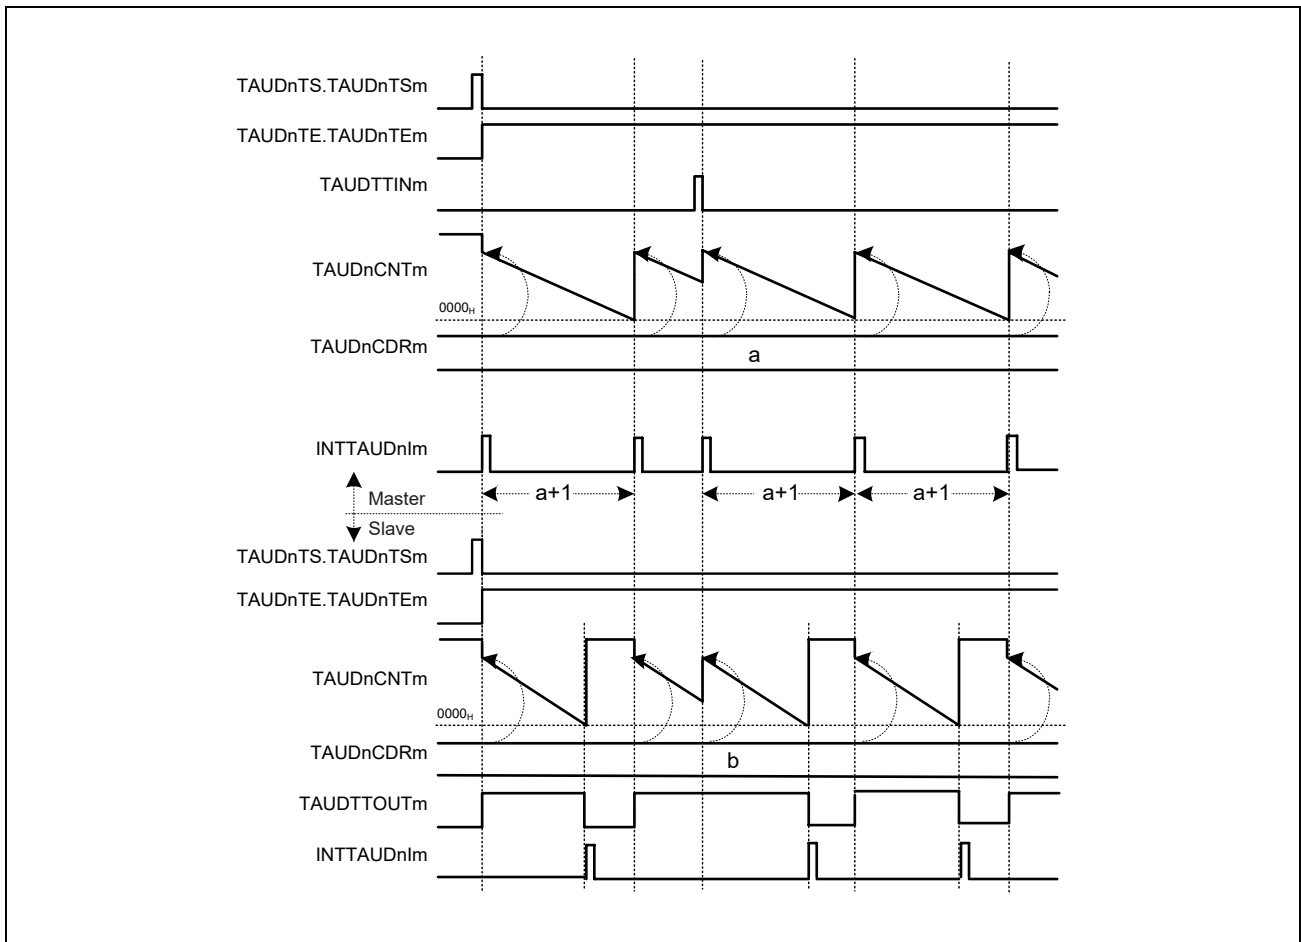 TAUDnTS.TAUDnTSm
TAUDnTE.TAUDnTEm
TAUDTTINm
TAUDnCNTm
0000H
TAUDnCDRm
a
INTTAUDnIm
a+1 a+1 a+1
Master
Slave
TAUDnTS.TAUDnTSm
TAUDnTE.TAUDnTEm
TAUDnCNTm
0000H
TAUDnCDRm
b
TAUDTTOUTm
INTTAUDnIm